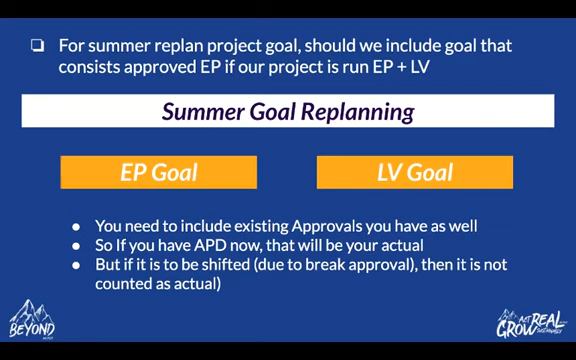 For summer replan project goal, should we include goal that
consists approved EP if our project is run EP + LV
Summer Goal Replanning
EP Goal
LV Goal
You need to include existing Approvals you have as well
So If you have APD now, that will be your actual
But if it is to be shifted (due to break approval), then it is not
counted as actual)
BEYOND
ACT REAL
GROW